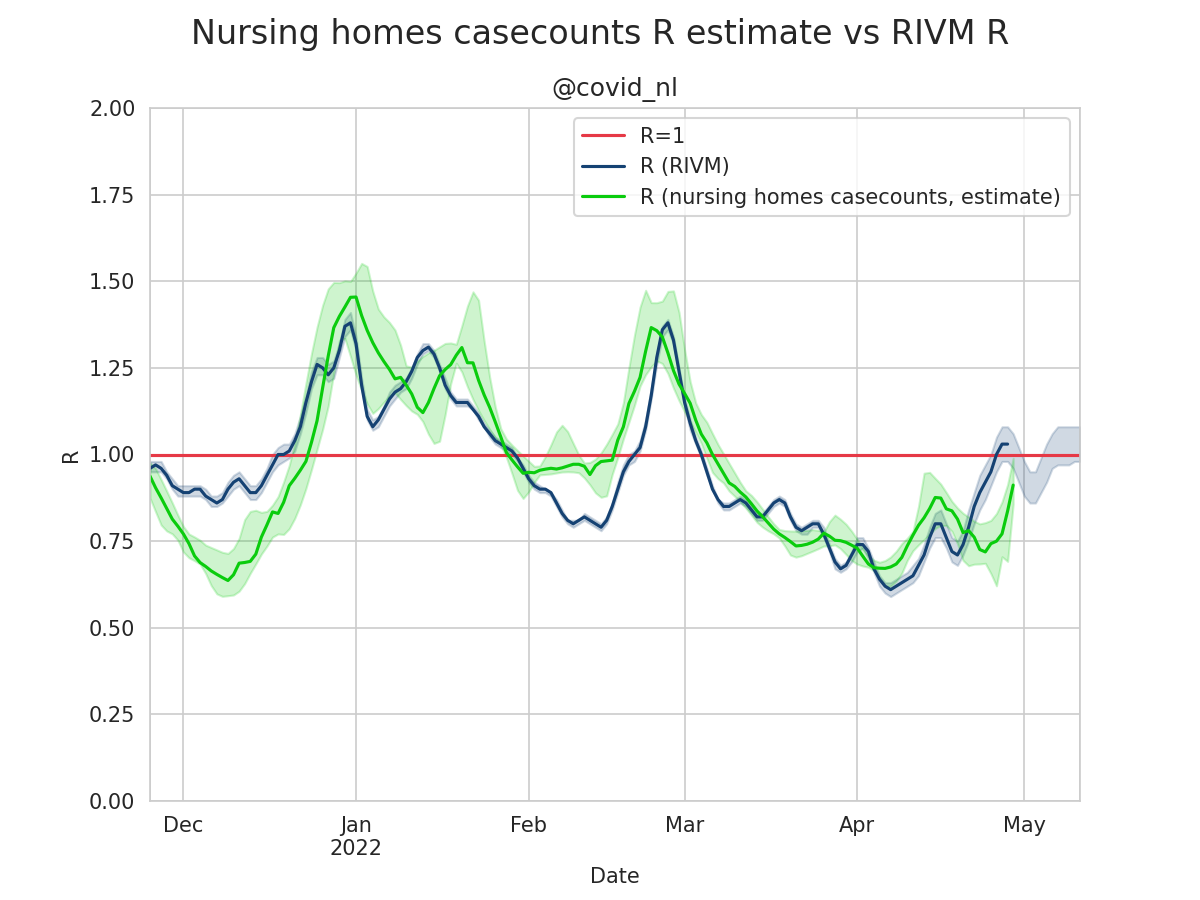 Nursing homes casecounts R estimate vs RIVM R
@covid_nl
R=1
R (RIVM)
R (nursing homes casecounts, estimate)
2.00
1.75
1.50
1.25
1.00
0.75
0.50
0.25
0.00
R
Dec
Jan
2022
Feb
Mar
Apr
May
Date